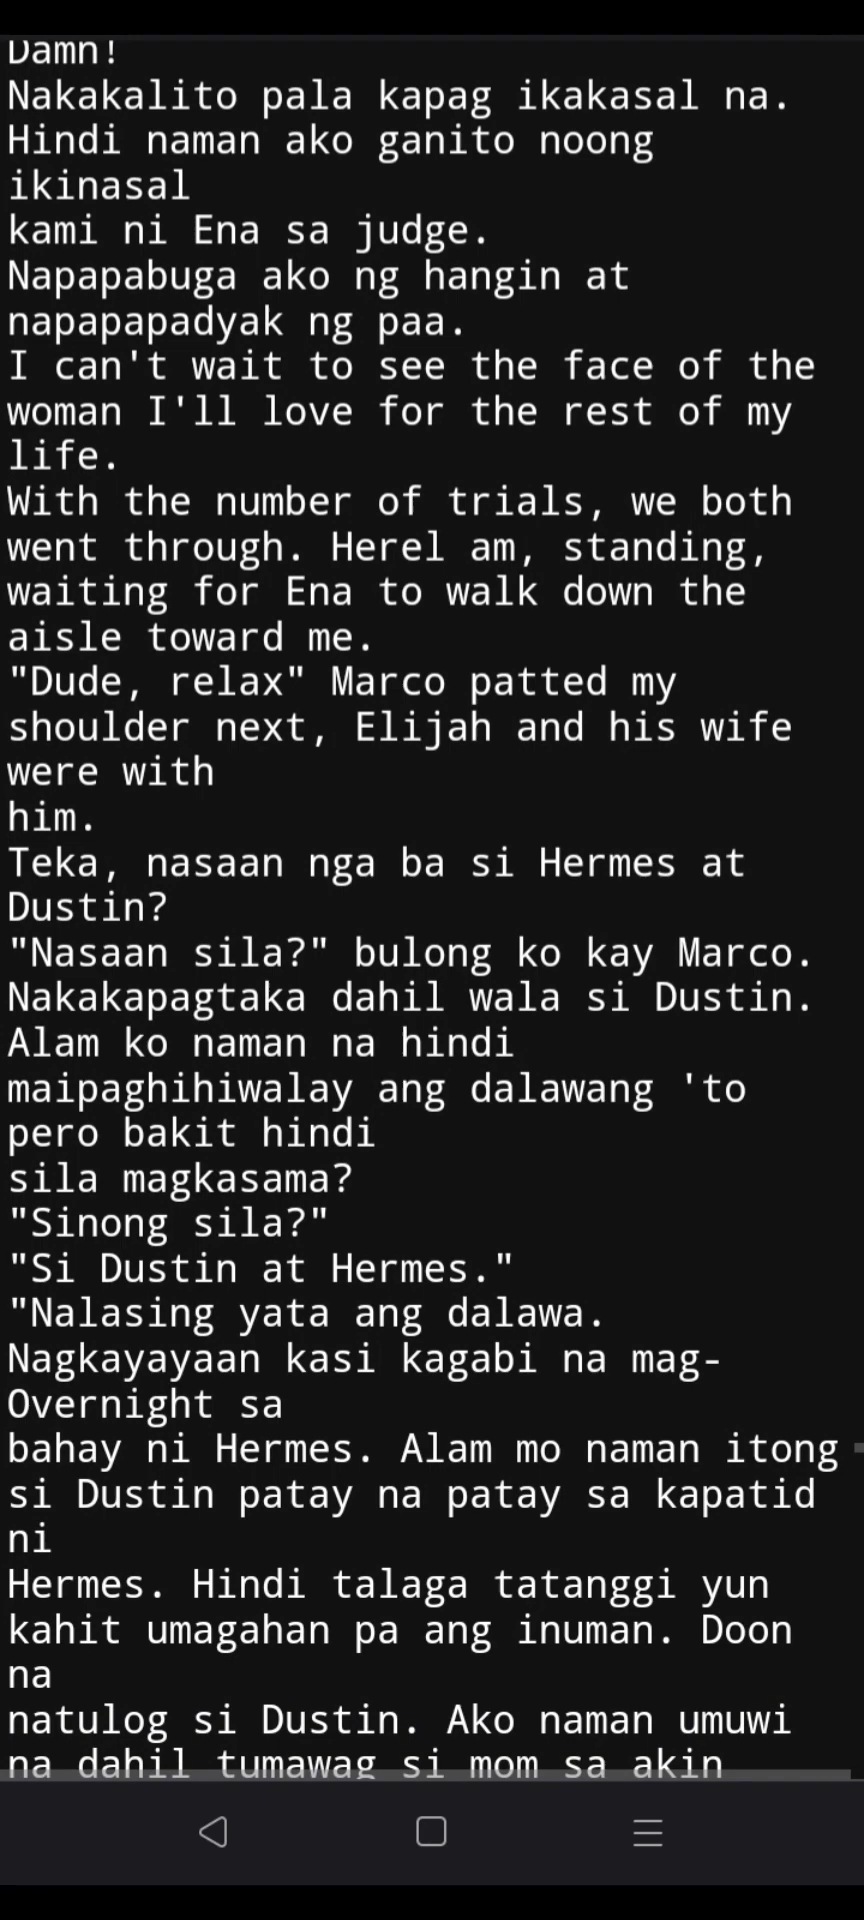 Damn!
Nakakalito pala kapag ikakasal na.
Hindi naman ako ganito noong
ikinasal
kami ni Ena sa judge.
Napapabuga ako ng hangin at
napapapadyak ng paa.
I can't wait to see the face of the
woman I'll love for the rest of my
life.
With the number of trials, we both
went through. Herel am, standing,
waiting for Ena to walk down the
aisle toward me.
"Dude, relax" Marco patted my
shoulder next, Elijah and his wife
were with
him.
Teka, nasaan nga ba si Hermes at
Dustin?
"Nasaan sila?" bulong ko kay Marco.
Nakakapagtaka dahil wala si Dustin.
Alam ko naman na hindi
maipaghihiwalay ang dalawang 'to
pero bakit hindi
sila magkasama?
"Sinong sila?"
"Si Dustin at Hermes."
"Nalasing yata ang dalawa.
Nagkayayaan kasi kagabi na mag-
Overnight sa
bahay ni Hermes. Alam mo naman itong
si Dustin patay na patay sa kapatid
ni
Hermes. Hindi talaga tatanggi yun
kahit umagahan pa ang inuman. Doon
na
natulog si Dustin. Ako naman umuwi
na dahil tumawag si mom sa akin